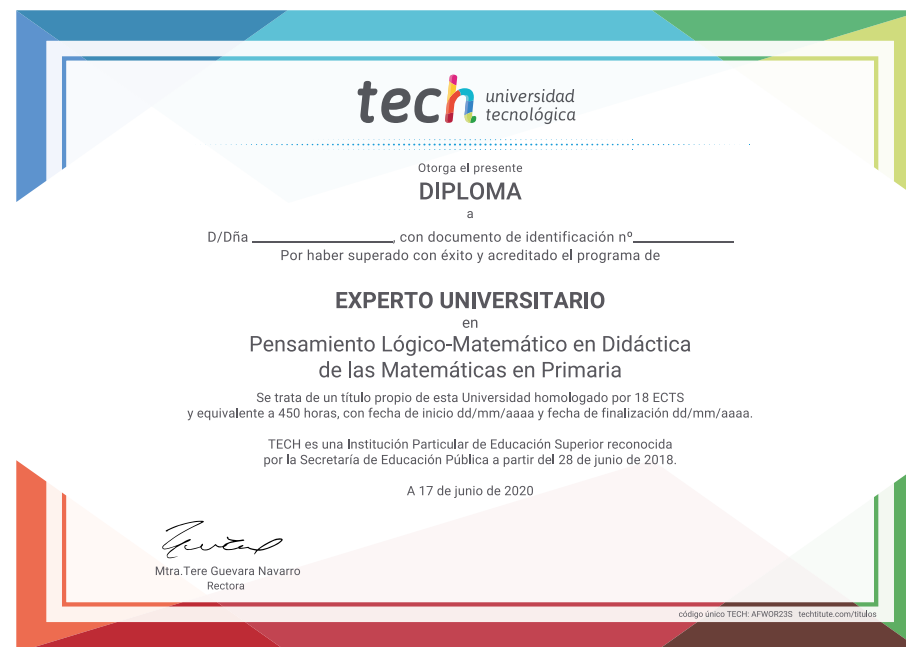 tech universidad
tecnológica
Otorga el presente
DIPLOMA
a
D/Dña ____________________, con documento de identificación nº______________
Por haber superado con éxito y acreditado el programa de
EXPERTO UNIVERSITARIO
en
Pensamiento Lógico-Matemático en Didáctica
de las Matemáticas en Primaria
Se trata de un título propio de esta Universidad homologado por 18 ECTS
y equivalente a 450 horas, con fecha de inicio dd/mm/aaaa y fecha de finalización dd/mm/aaaa.
TECH es una Institución Particular de Educación Superior reconocida
por la Secretaría de Educación Pública a partir del 28 de junio de 2018.
A 17 de junio de 2020
Mtra.Tere Guevara Navarro
Rectora
código único TECH: AFWOR23S techtitute.com/titulos